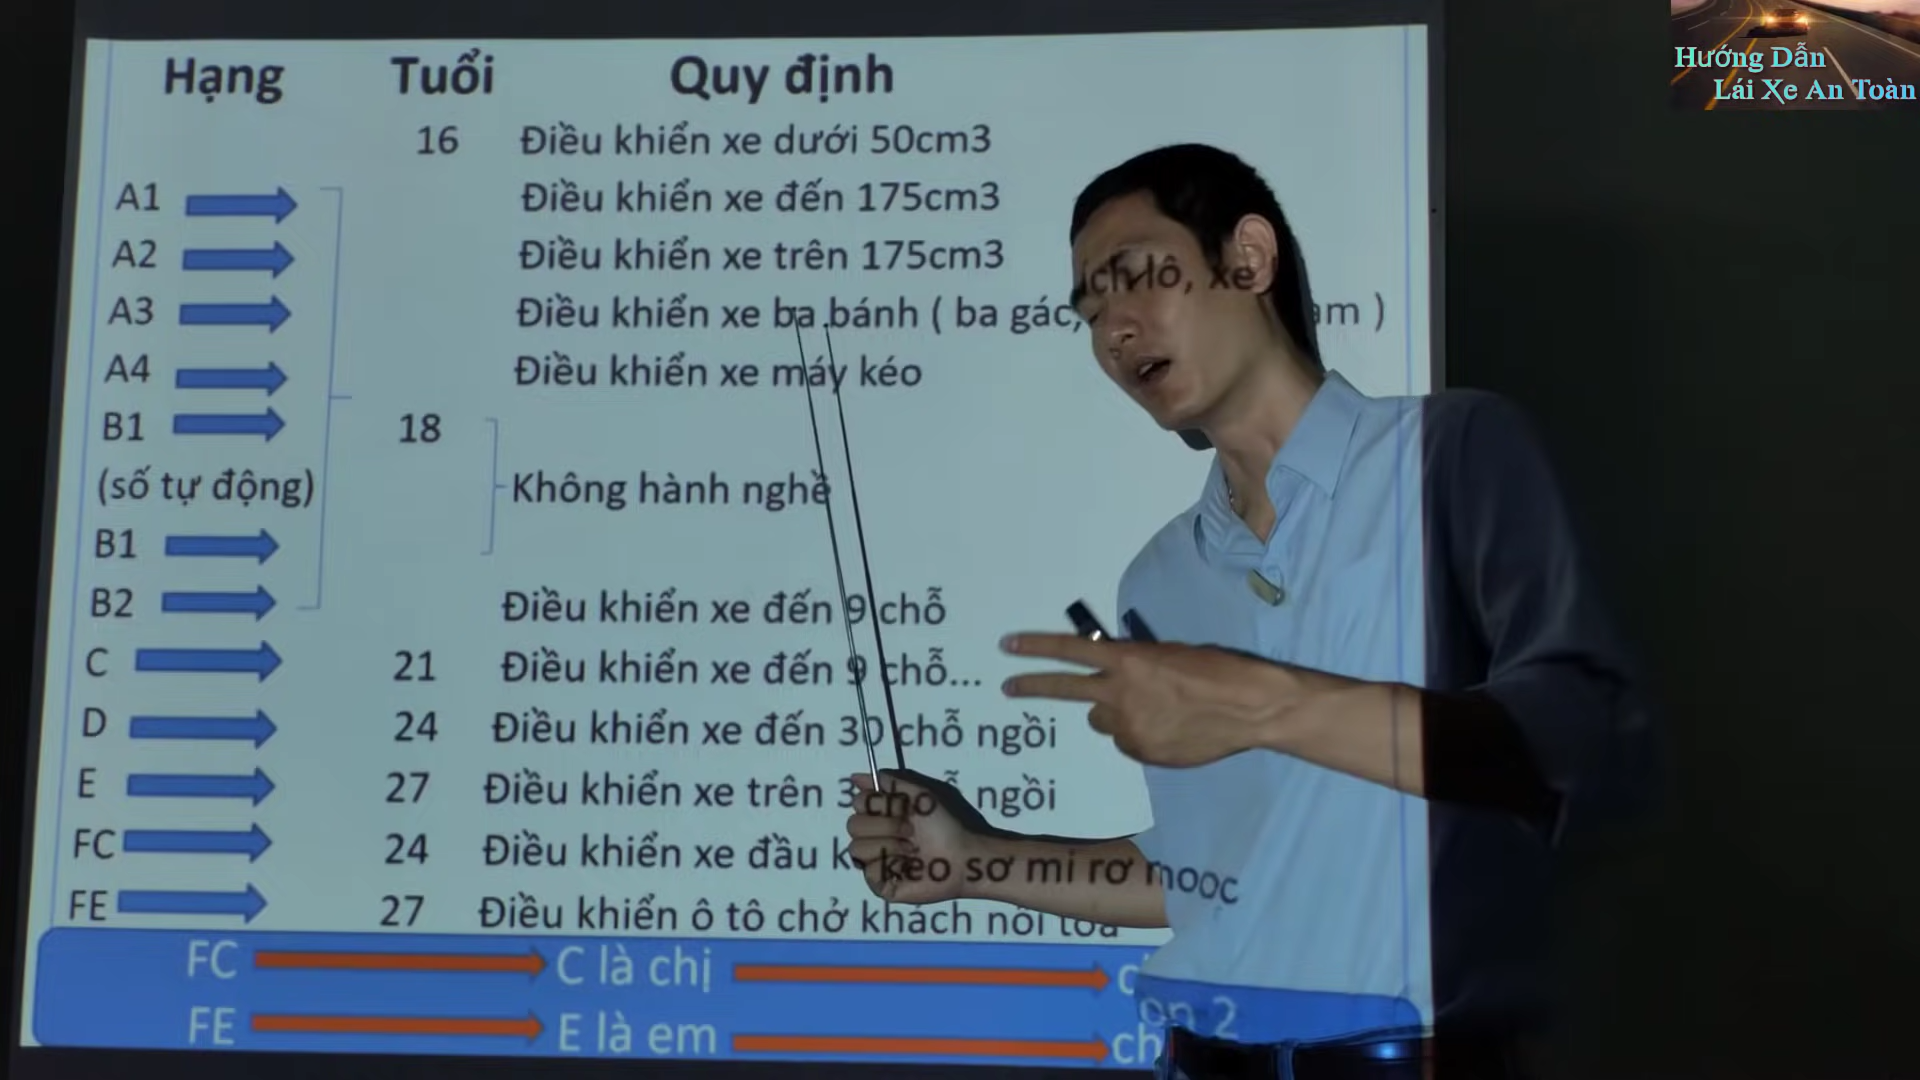 Hướng Dẫn
Lái Xe An Toàn
Hạng Tuổi Quy định
16 Điều khiển xe dưới 50cm3
A1 Điều khiển xe đến 175cm3
A2 Điều khiển xe trên 175cm3
A3 Điều khiển xe ba bánh ( ba gác, ích lô, xe am )
A4 Điều khiển xe máy kéo
B1 18
(số tự động) Không hành nghề
B1
B2 Điều khiển xe đến 9 chỗ
C 21 Điều khiển xe đến 9 chỗ...
D 24 Điều khiển xe đến 30 chỗ ngồi
E 27 Điều khiển xe trên 3 chỗ ngồi
FC 24 Điều khiển xe đầu kéo sơ mi rơ mooc
FE 27 Điều khiển ô tô chở khách nối toa
FC C là chị
FE E là em